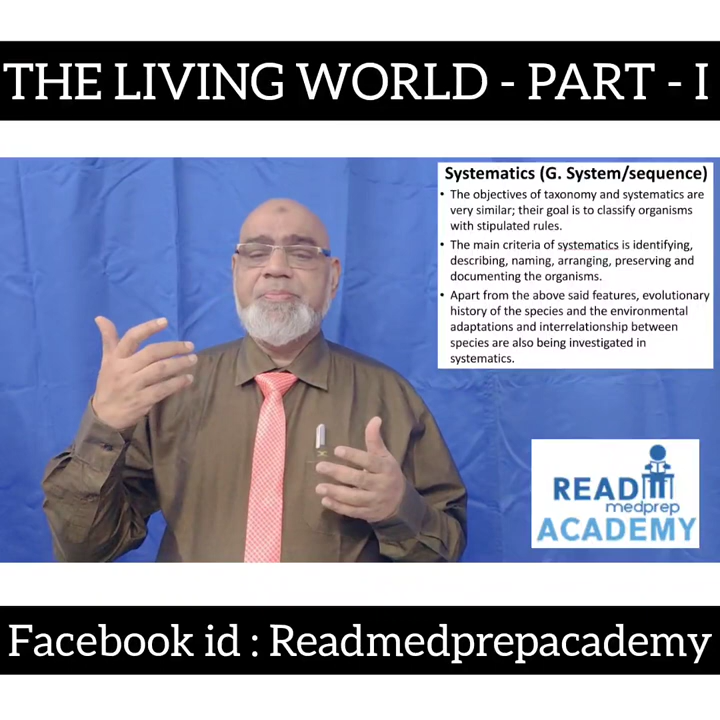 THE LIVING WORLD - PART - I
Systematics (G. System/sequence)
• The objectives of taxonomy and systematics are
very similar; their goal is to classify organisms
with stipulated rules.
• The main criteria of systematics is identifying,
describing, naming, arranging, preserving and
documenting the organisms.
• Apart from the above said features, evolutionary
history of the species and the environmental
adaptations and interrelationship between
species are also being investigated in
systematics.
READ
medprep
ACADEMY
Facebook id : Readmedprepacademy